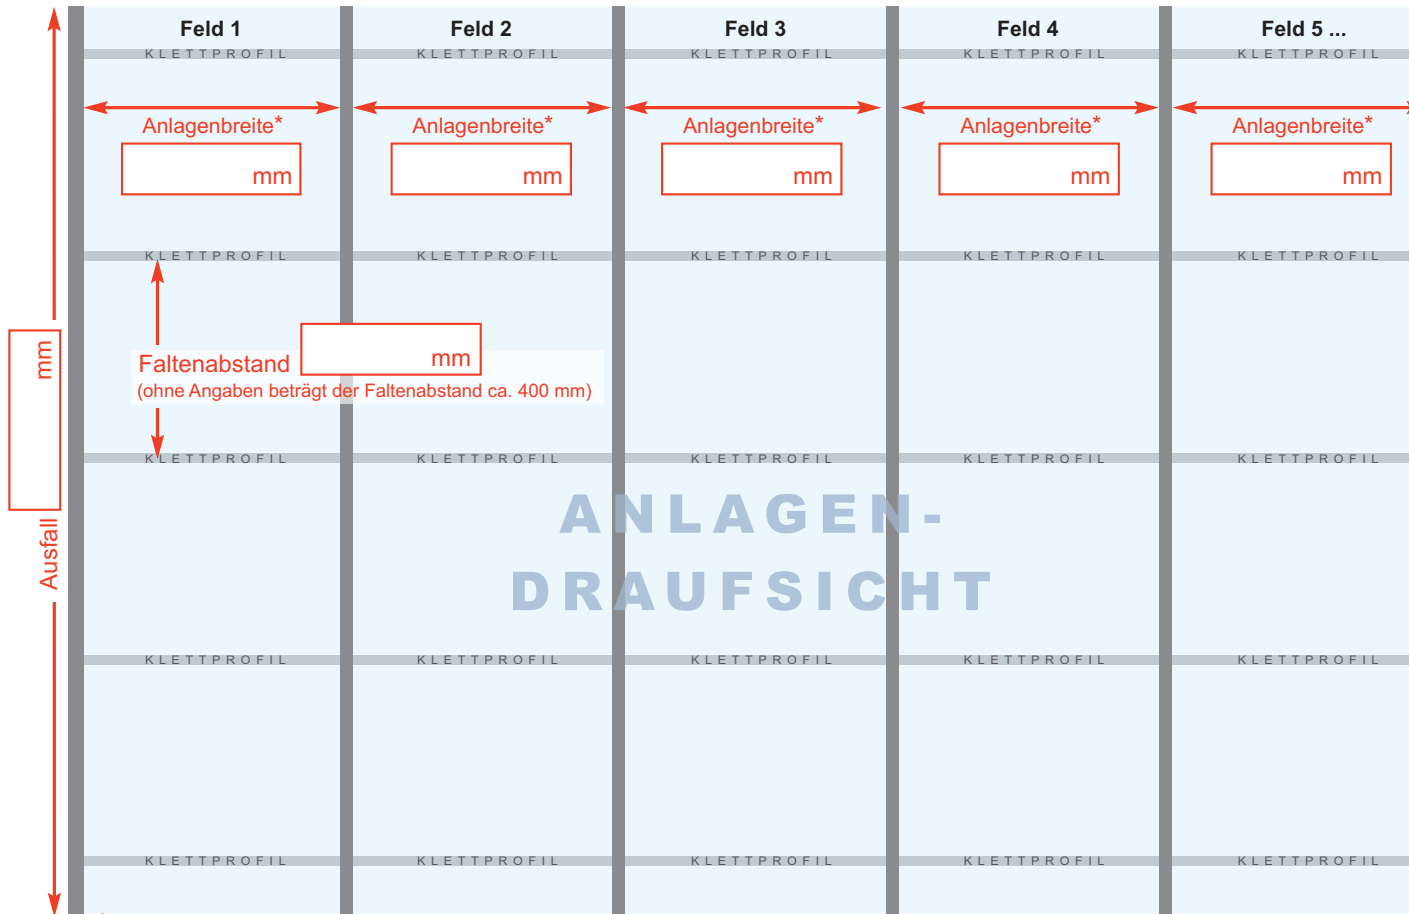 Feld 1 Feld 2 Feld 3 Feld 4 Feld 5 ...
KLETTPROFIL KLETTPROFIL KLETTPROFIL KLETTPROFIL KLETTPROFIL
Anlagenbreite* Anlagenbreite* Anlagenbreite* Anlagenbreite* Anlagenbreite*
mm mm mm mm mm
KLETTPROFIL KLETTPROFIL KLETTPROFIL KLETTPROFIL KLETTPROFIL
Faltenabstand mm
(ohne Angaben beträgt der Faltenabstand ca. 400 mm)
mm
Ausfall
KLETTPROFIL KLETTPROFIL KLETTPROFIL KLETTPROFIL KLETTPROFIL
ANLAGEN-
DRAUFSICHT
KLETTPROFIL KLETTPROFIL KLETTPROFIL KLETTPROFIL KLETTPROFIL
KLETTPROFIL KLETTPROFIL KLETTPROFIL KLETTPROFIL KLETTPROFIL